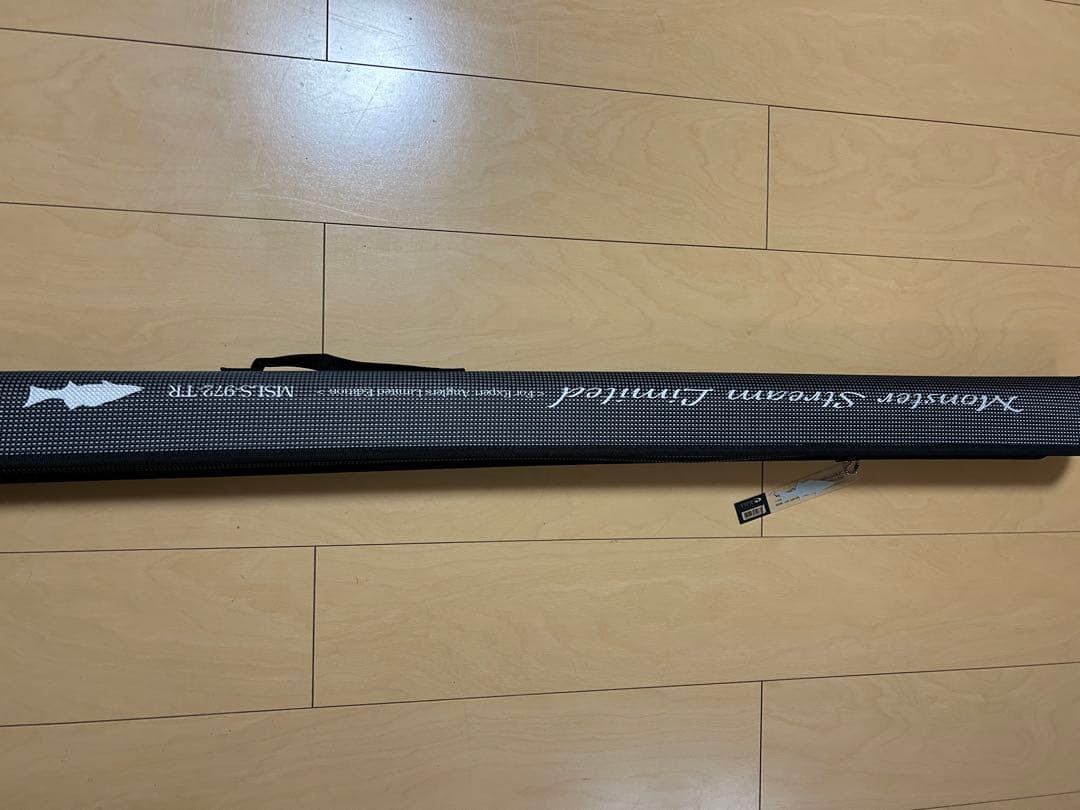 Monster Stream Limited
< For Expert Anglers Limited Edition >
MSLS-972-TR